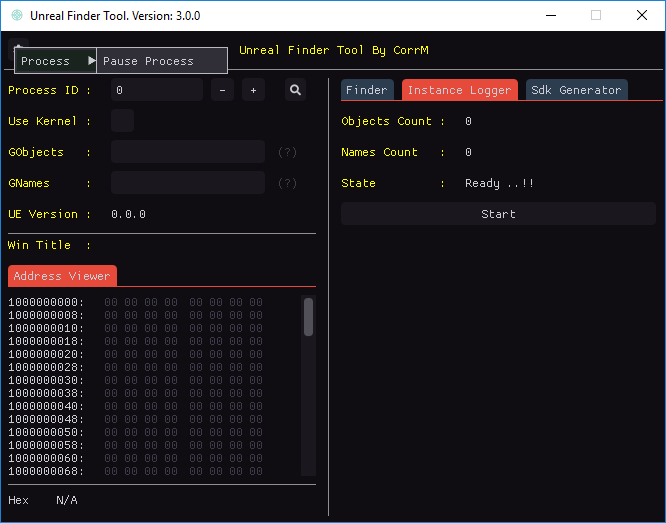 Unreal Finder Tool. Version: 3.0.0
Unreal Finder Tool By CorrM
Process ▶ Pause Process
Process ID : 0 - +
Use Kernel :
GObjects : (?)
GNames : (?)
UE Version : 0.0.0
Win Title :
Address Viewer
1000000000: 00 00 00 00 00 00 00 00
1000000008: 00 00 00 00 00 00 00 00
1000000010: 00 00 00 00 00 00 00 00
1000000018: 00 00 00 00 00 00 00 00
1000000020: 00 00 00 00 00 00 00 00
1000000028: 00 00 00 00 00 00 00 00
1000000030: 00 00 00 00 00 00 00 00
1000000038: 00 00 00 00 00 00 00 00
1000000040: 00 00 00 00 00 00 00 00
1000000048: 00 00 00 00 00 00 00 00
1000000050: 00 00 00 00 00 00 00 00
1000000058: 00 00 00 00 00 00 00 00
1000000060: 00 00 00 00 00 00 00 00
1000000068: 00 00 00 00 00 00 00 00
Hex N/A
Finder Instance Logger Sdk Generator
Objects Count : 0
Names Count : 0
State : Ready ..!!
Start